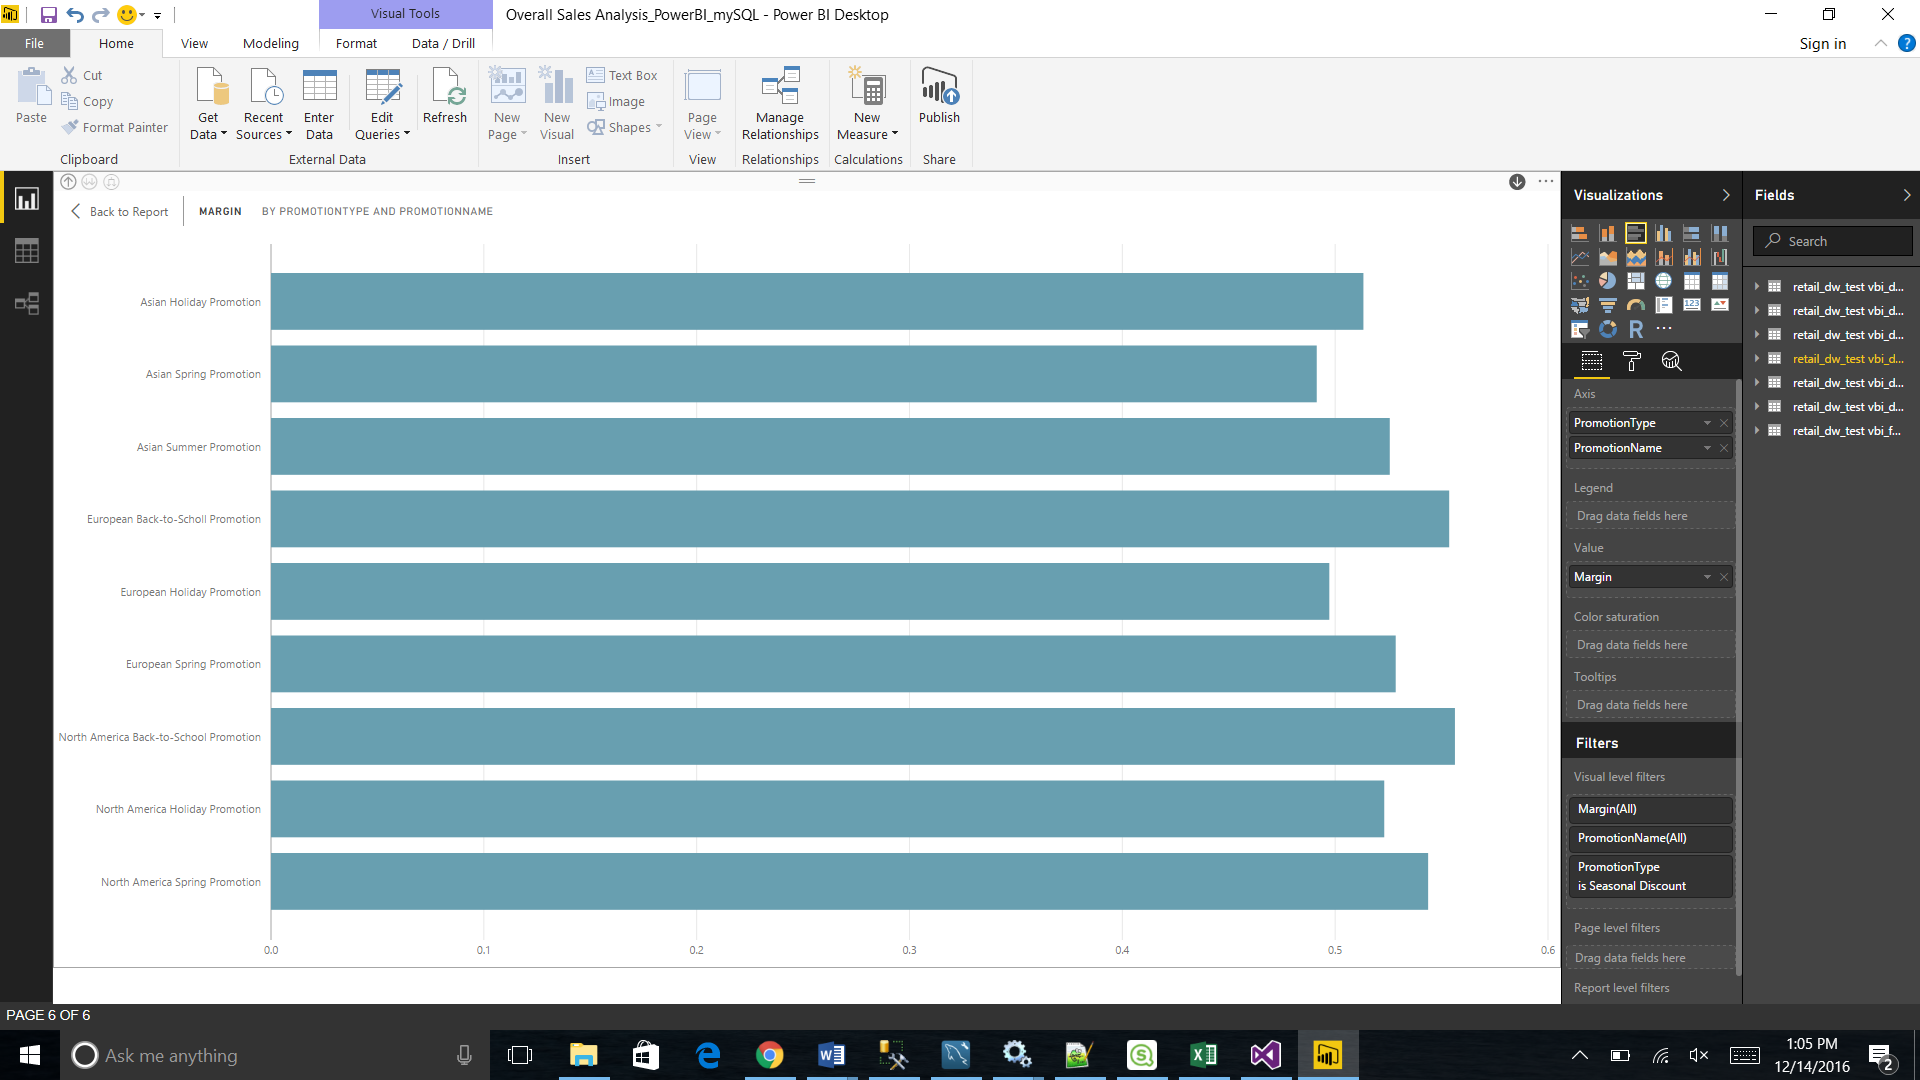 Visual Tools
Overall Sales Analysis_PowerBI_mySQL - Power BI Desktop
File
Home
View
Modeling
Format
Data / Drill
Sign in
?
Paste
Cut
Copy
Format Painter
Clipboard
Get
Data
Recent
Sources
Enter
Data
Edit
Queries
Refresh
External Data
New
Page
New
Visual
Text Box
Image
Shapes
Insert
Page
View
View
Manage
Relationships
Relationships
New
Measure
Calculations
Publish
Share
Back to Report
MARGIN
BY PROMOTIONTYPE AND PROMOTIONNAME
Asian Holiday Promotion
Asian Spring Promotion
Asian Summer Promotion
European Back-to-Scholl Promotion
European Holiday Promotion
European Spring Promotion
North America Back-to-School Promotion
North America Holiday Promotion
North America Spring Promotion
0.0
0.1
0.2
0.3
0.4
0.5
0.6
Visualizations
123
R
Axis
PromotionType
PromotionName
Legend
Drag data fields here
Value
Margin
Color saturation
Drag data fields here
Tooltips
Drag data fields here
Filters
Visual level filters
Margin(All)
PromotionName(All)
PromotionType
is Seasonal Discount
Page level filters
Drag data fields here
Report level filters
Fields
Search
retail_dw_test vbi_d...
retail_dw_test vbi_d...
retail_dw_test vbi_d...
retail_dw_test vbi_d...
retail_dw_test vbi_d...
retail_dw_test vbi_d...
retail_dw_test vbi_f...
PAGE 6 OF 6
Ask me anything
1:05 PM
12/14/2016
2